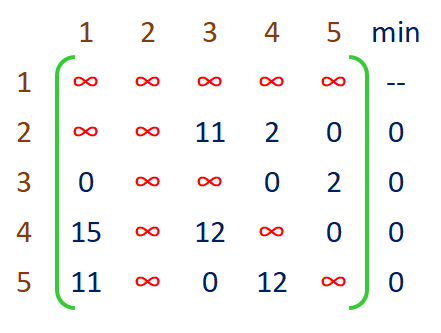 1 2 3 4 5 min
1 ∞ ∞ ∞ ∞ ∞ --
2 ∞ ∞ 11 2 0 0
3 0 ∞ ∞ 0 2 0
4 15 ∞ 12 ∞ 0 0
5 11 ∞ 0 12 ∞ 0